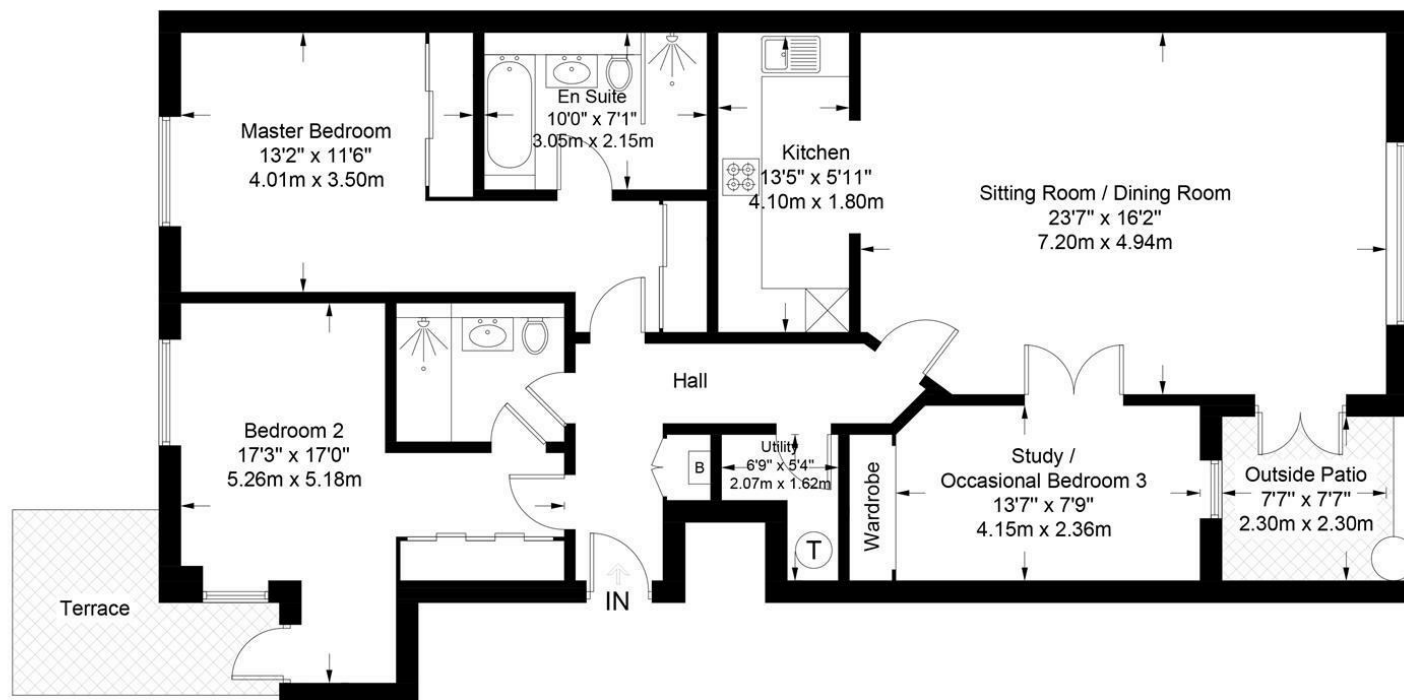 Master Bedroom
13'2" x 11'6"
4.01m x 3.50m
En Suite
10'0" x 7'1"
3.05m x 2.15m
Kitchen
13'5" x 5'11"
4.10m x 1.80m
Sitting Room / Dining Room
23'7" x 16'2"
7.20m x 4.94m
Hall
Bedroom 2
17'3" x 17'0"
5.26m x 5.18m
B
Utility
6'9" x 5'4"
2.07m x 1.62m
T
Wardrobe
Study /
Occasional Bedroom 3
13'7" x 7'9"
4.15m x 2.36m
Outside Patio
7'7" x 7'7"
2.30m x 2.30m
Terrace
IN